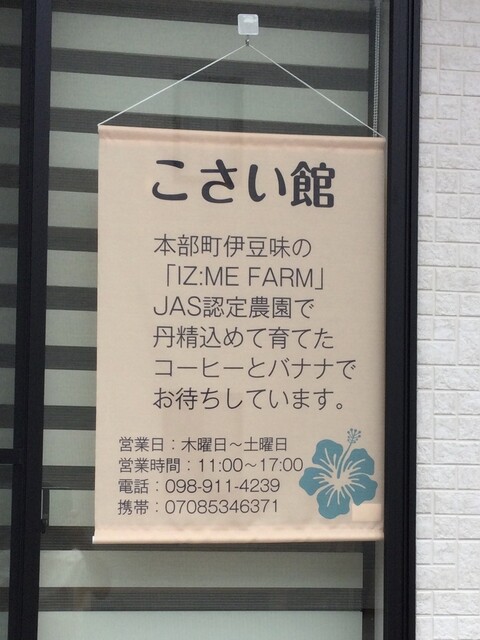 こさい館
本部町伊豆味の
「IZ:ME FARM」
JAS認定農園で
丹精込めて育てた
コーヒーとバナナで
お待ちしています。
営業日：木曜日～土曜日
営業時間：11:00～17:00
電話：098-911-4239
携帯：07085346371